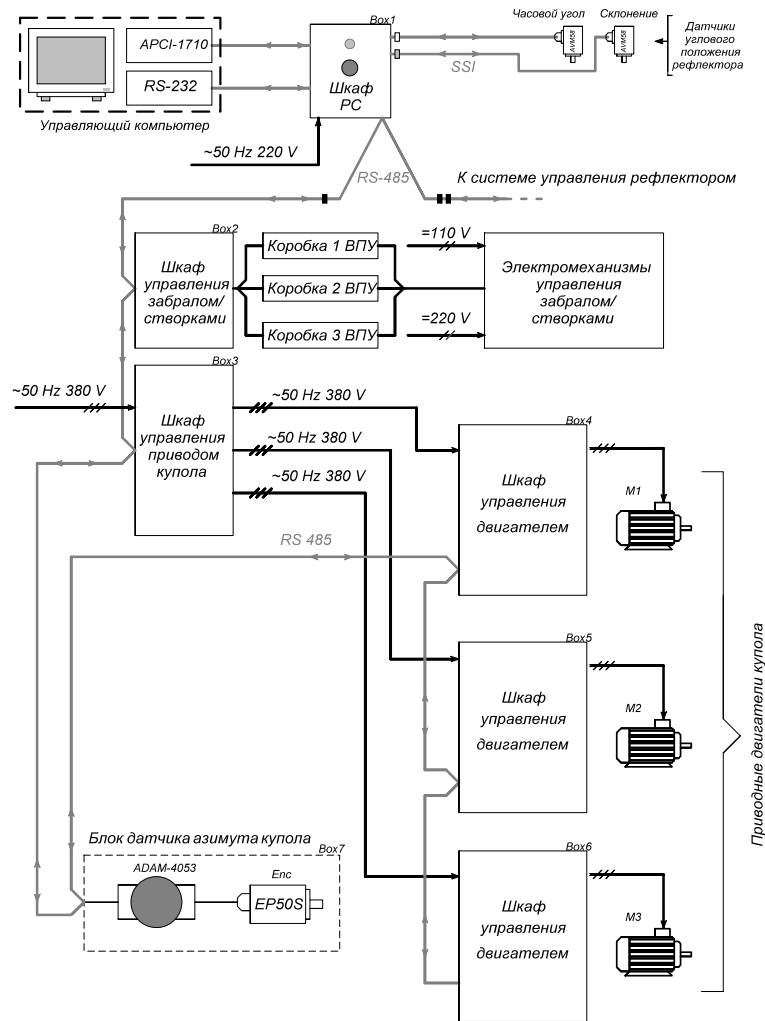 Box1
Часовой угол
Склонение
APCI-1710
RS-232
AVM58
AVM58
Датчики
углового
положения
рефлектора
SSI
Шкаф
PC
Управляющий компьютер
~50 Hz 220 V
RS-485
К системе управления рефлектором
Box2
Шкаф
управления
забралом/
створками
Коробка 1 ВПУ
Коробка 2 ВПУ
Коробка 3 ВПУ
=110 V
=220 V
Электромеханизмы
управления
забралом/
створками
Box3
~50 Hz 380 V
Шкаф
управления
приводом
купола
~50 Hz 380 V
~50 Hz 380 V
~50 Hz 380 V
Box4
Шкаф
управления
двигателем
M1
RS 485
Box5
Шкаф
управления
двигателем
M2
Приводные двигатели купола
Блок датчика азимута купола
Box7
ADAM-4053
Enc
EP50S
Box6
Шкаф
управления
двигателем
M3